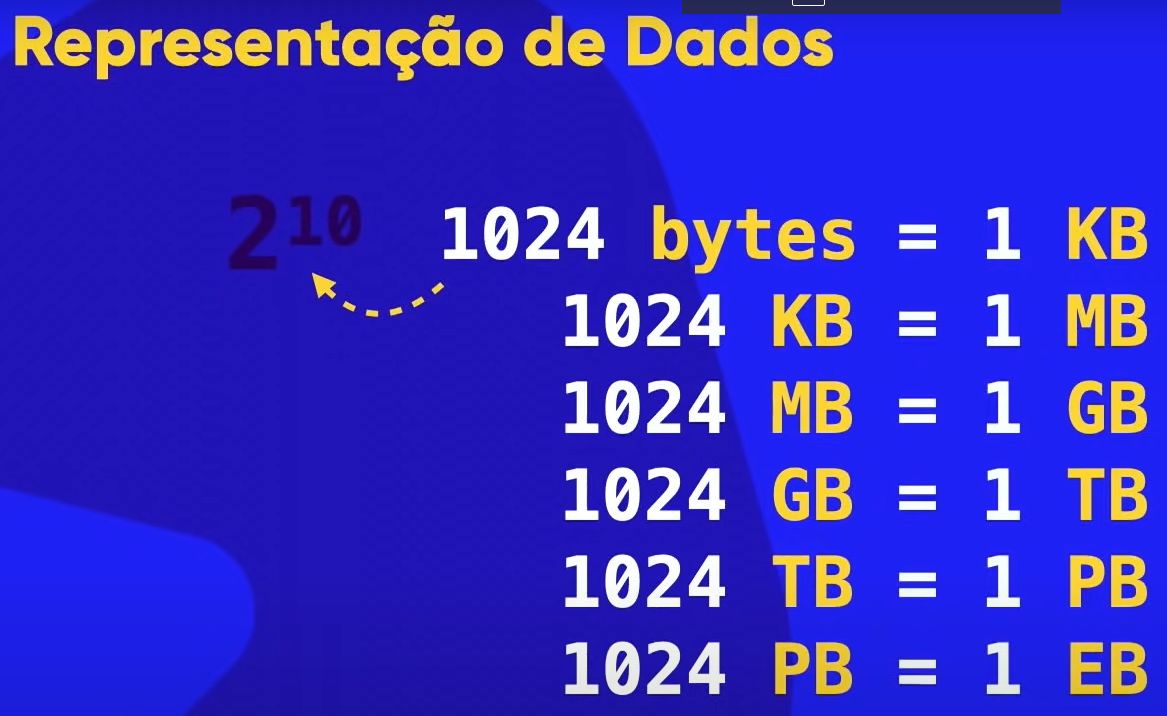 Representação de Dados
2¹⁰ 1024 bytes = 1 KB
1024 KB = 1 MB
1024 MB = 1 GB
1024 GB = 1 TB
1024 TB = 1 PB
1024 PB = 1 EB